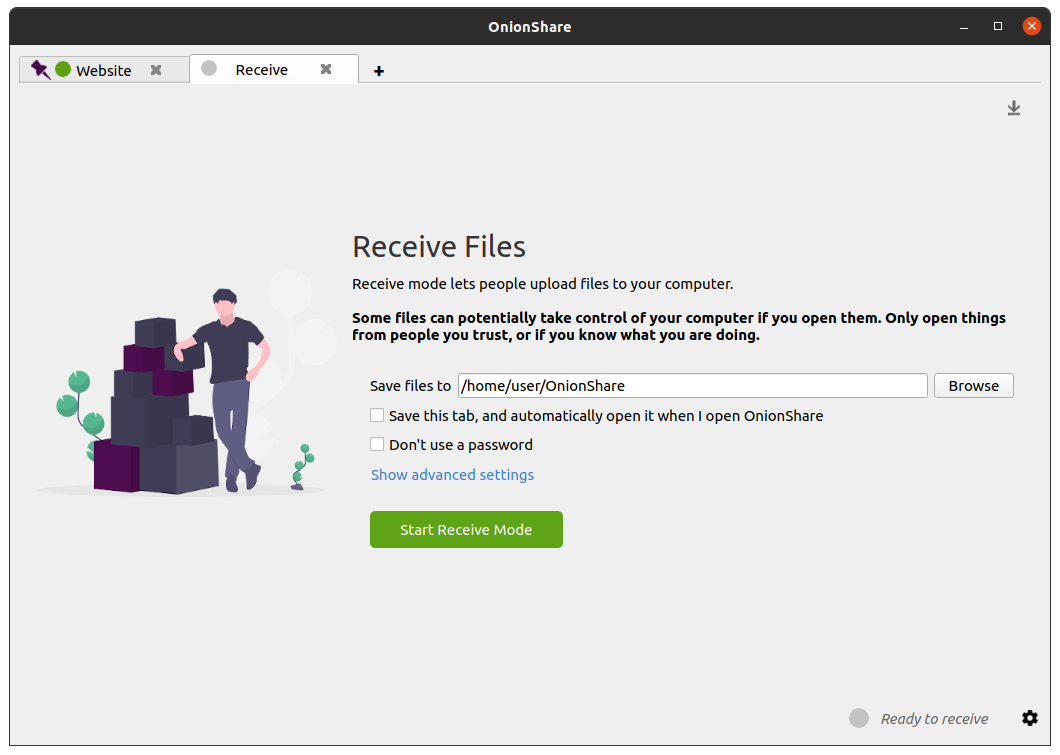 OnionShare
Website
Receive
Receive Files
Receive mode lets people upload files to your computer.
Some files can potentially take control of your computer if you open them. Only open things
from people you trust, or if you know what you are doing.
Save files to /home/user/OnionShare Browse
Save this tab, and automatically open it when I open OnionShare
Don't use a password
Show advanced settings
Start Receive Mode
Ready to receive